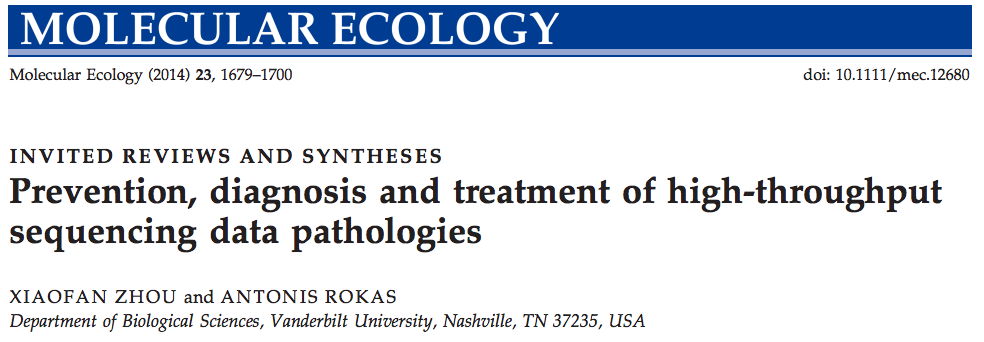 MOLECULAR ECOLOGY
Molecular Ecology (2014) 23, 1679–1700 doi: 10.1111/mec.12680
INVITED REVIEWS AND SYNTHESES
Prevention, diagnosis and treatment of high-throughput
sequencing data pathologies
XIAOFAN ZHOU and ANTONIS ROKAS
Department of Biological Sciences, Vanderbilt University, Nashville, TN 37235, USA